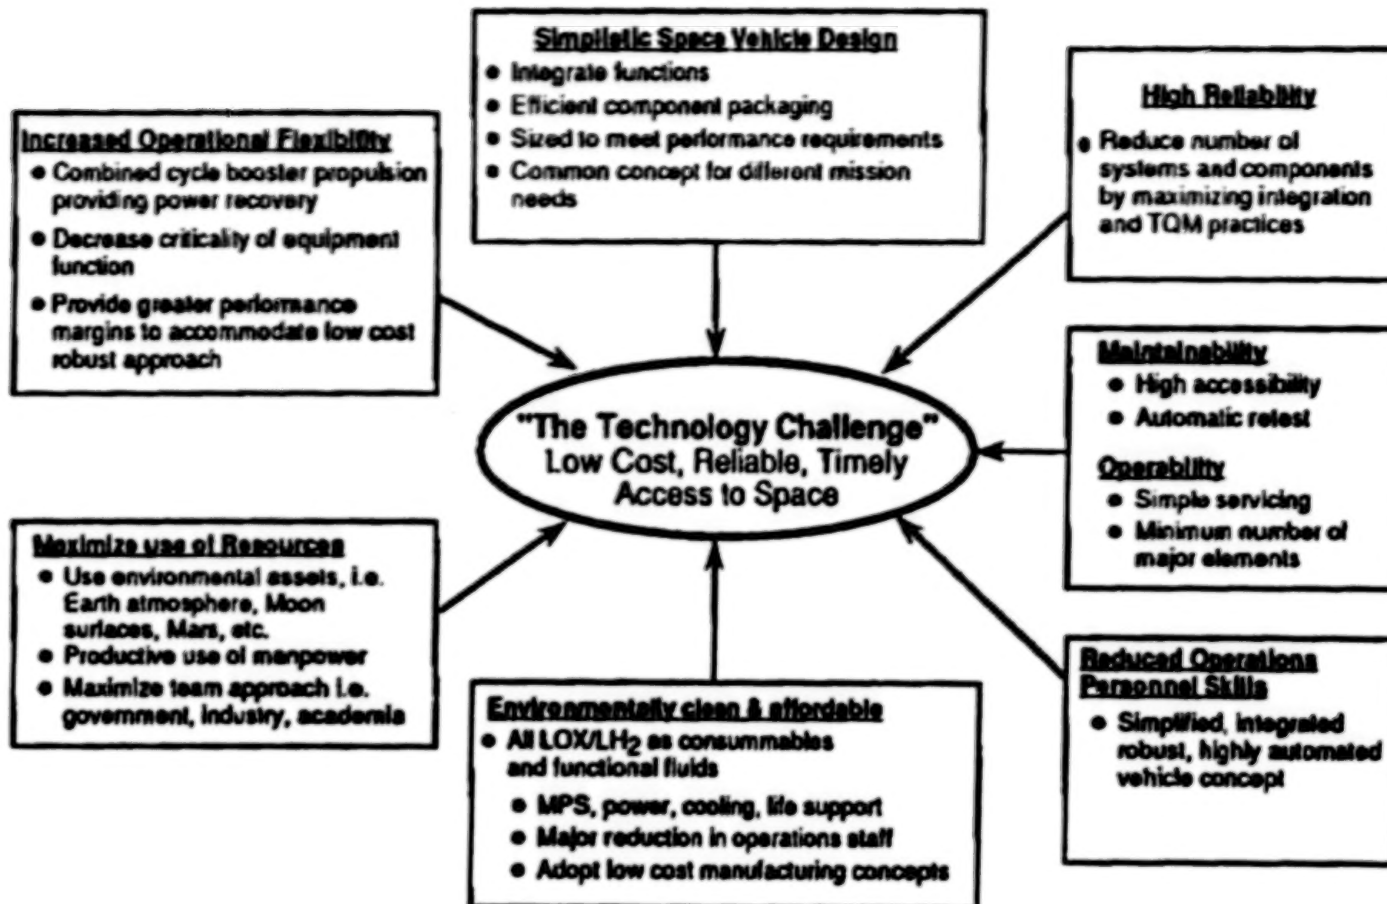 Simplistic Space Vehicle Design
• Integrate functions
• Efficient component packaging
• Sized to meet performance requirements
• Common concept for different mission
needs
High Reliability
• Reduce number of
systems and components
by maximizing integration
and TQM practices
Increased Operational Flexibility
• Combined cycle booster propulsion
providing power recovery
• Decrease criticality of equipment
function
• Provide greater performance
margins to accommodate low cost
robust approach
"The Technology Challenge"
Low Cost, Reliable, Timely
Access to Space
Maintainability
• High accessibility
• Automatic retest
Operability
• Simple servicing
• Minimum number of
major elements
Maximize use of Resources
• Use environmental assets, i.e.
Earth atmosphere, Moon
surfaces, Mars, etc.
• Productive use of manpower
• Maximize team approach i.e.
government, industry, academia
Environmentally clean & affordable
• All LOX/LH2 as consummables
and functional fluids
• MPS, power, cooling, life support
• Major reduction in operations staff
• Adopt low cost manufacturing concepts
Reduced Operations
Personnel Skills
• Simplified, integrated
robust, highly automated
vehicle concept